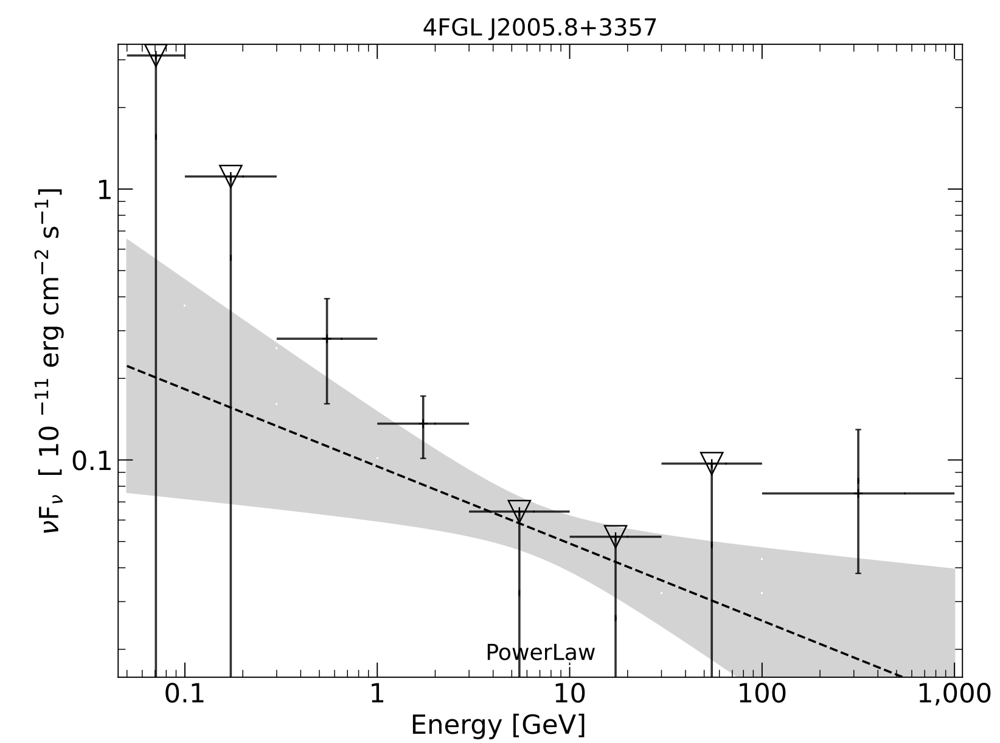 4FGL J2005.8+3357
νFν [ 10 −11 erg cm−2 s−1]
1
0.1
PowerLaw
0.1 1 10 100 1,000
Energy [GeV]